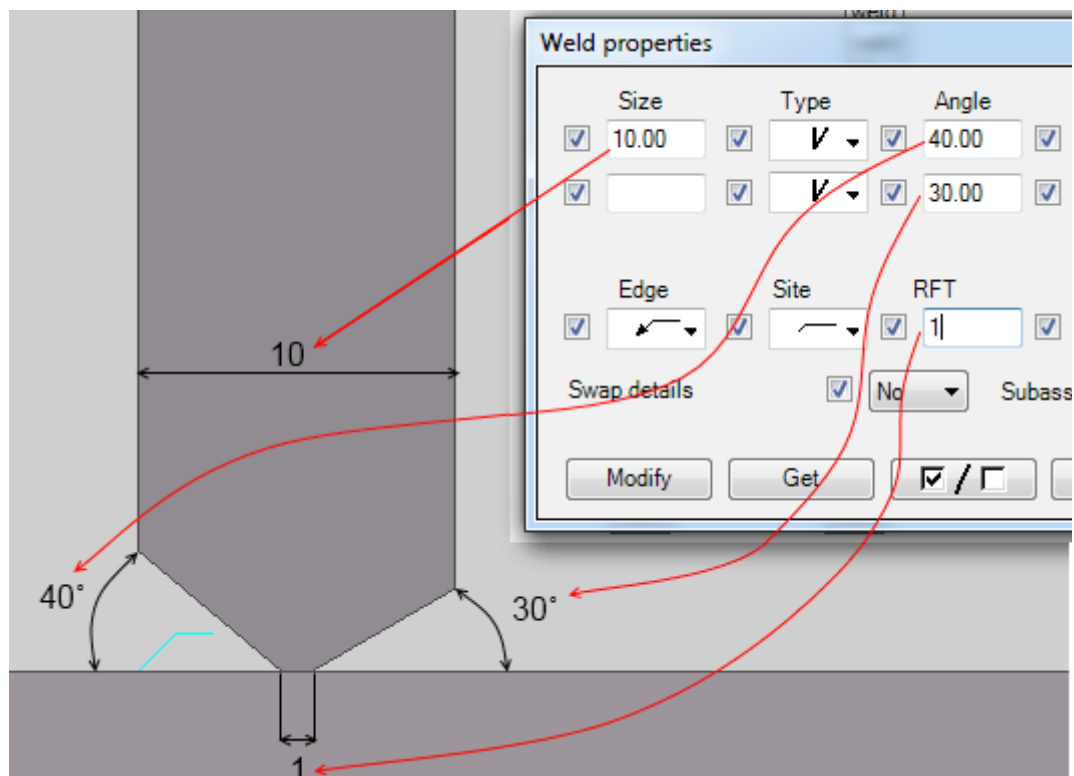 weld
Weld properties
Size Type Angle
10.00 40.00
30.00
Edge Site RFT
1
Swap details No Subass
Modify Get /
10
40°
30°
1